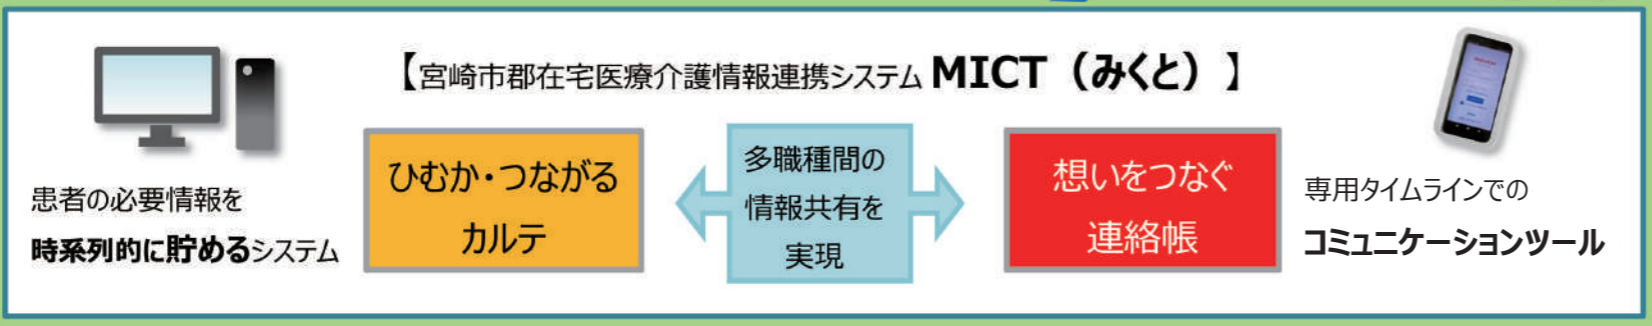 【宮崎市郡在宅医療介護情報連携システム MICT（みくと）】
患者の必要情報を
時系列的に貯めるシステム
ひむか・つながる
カルテ
多職種間の
情報共有を
実現
想いをつなぐ
連絡帳
専用タイムラインでの
コミュニケーションツール